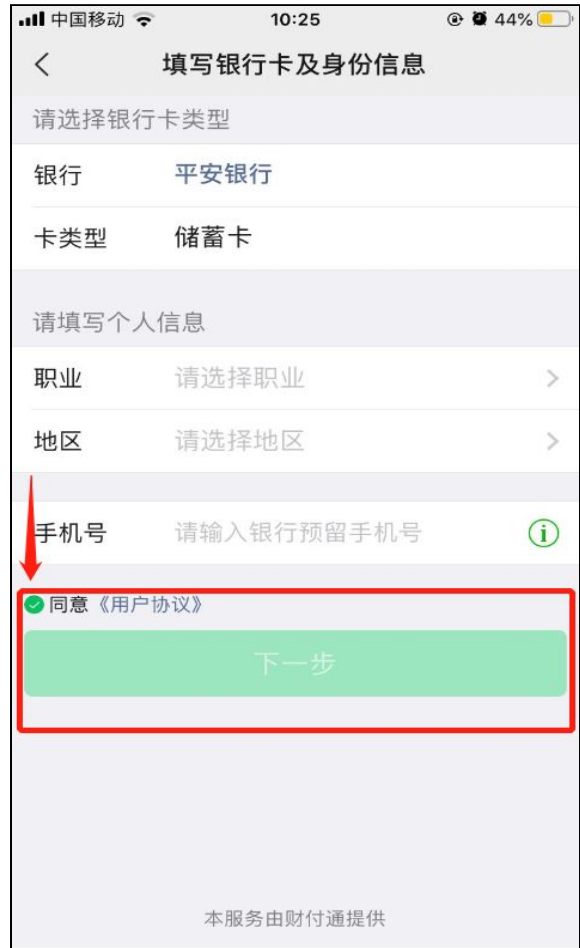 中国移动 10:25 44%
填写银行卡及身份信息
请选择银行卡类型
银行 平安银行
卡类型 储蓄卡
请填写个人信息
职业 请选择职业
地区 请选择地区
手机号 请输入银行预留手机号
同意《用户协议》
下一步
本服务由财付通提供